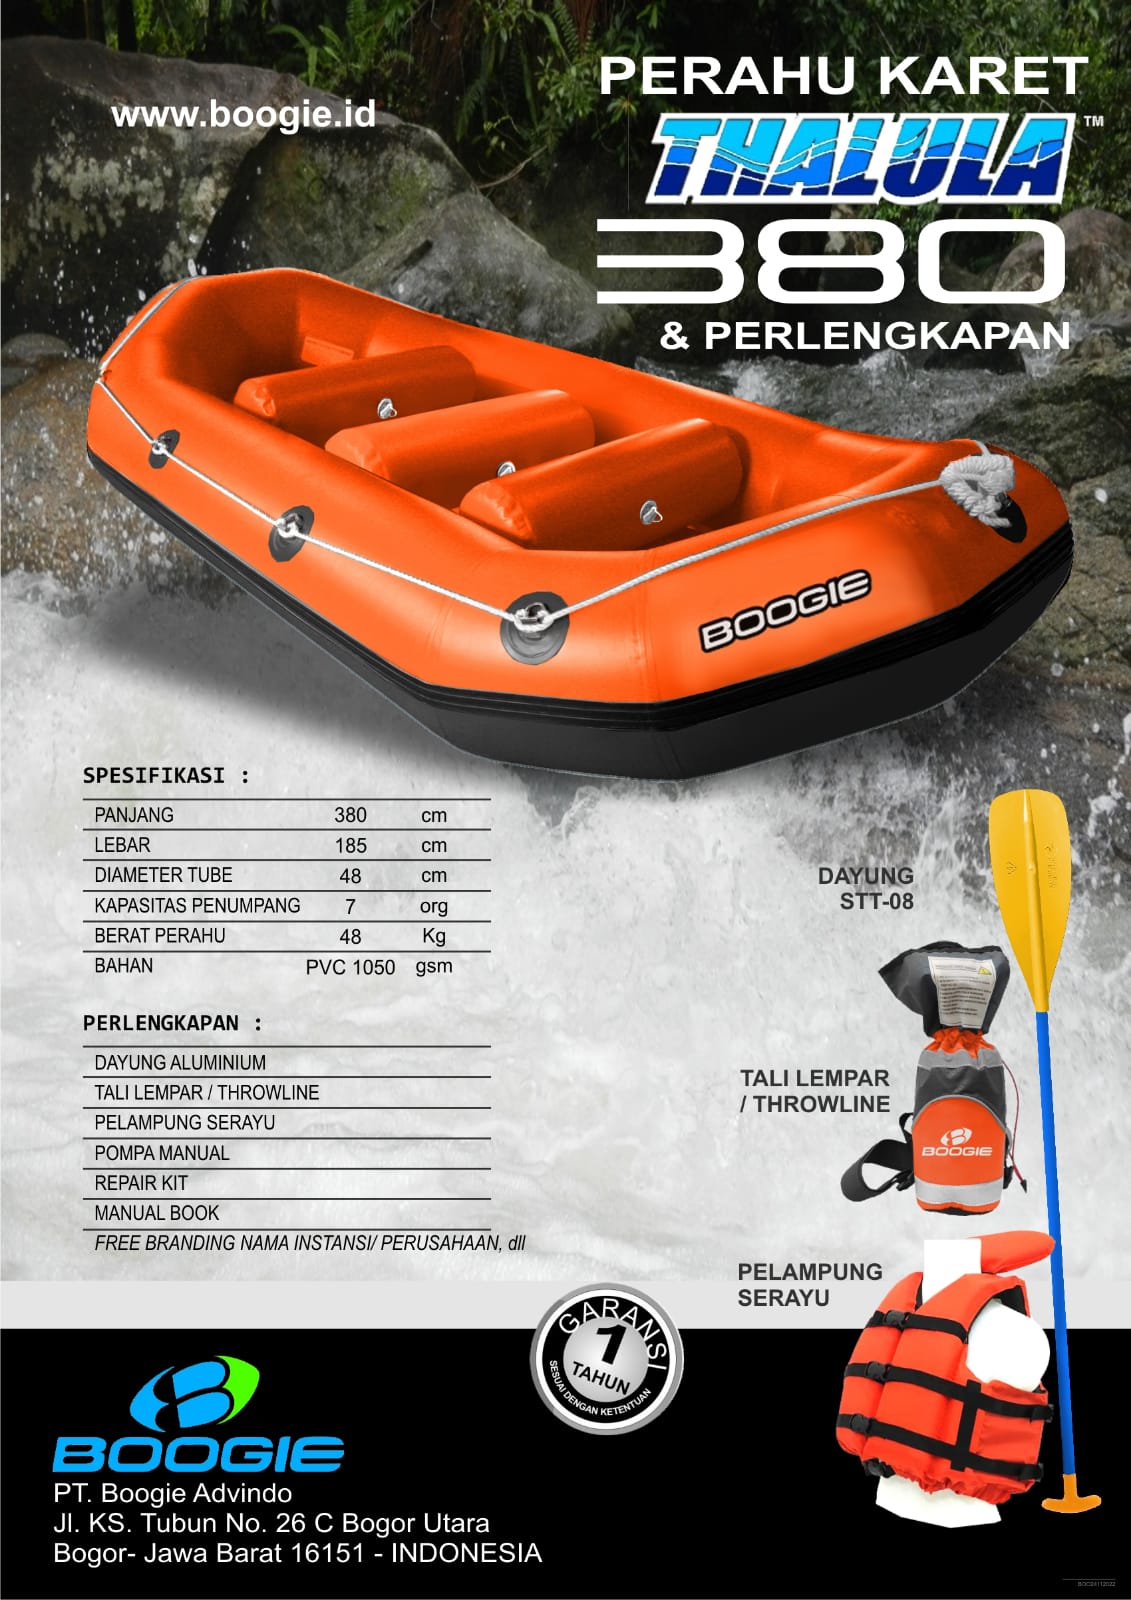 www.boogie.id
PERAHU KARET
THALULA™
380
& PERLENGKAPAN
BOOGIE
SPESIFIKASI :
PANJANG 380 cm
LEBAR 185 cm
DIAMETER TUBE 48 cm
KAPASITAS PENUMPANG 7 org
BERAT PERAHU 48 Kg
BAHAN PVC 1050 gsm
PERLENGKAPAN :
DAYUNG ALUMINIUM
TALI LEMPAR / THROWLINE
PELAMPUNG SERAYU
POMPA MANUAL
REPAIR KIT
MANUAL BOOK
FREE BRANDING NAMA INSTANSI/ PERUSAHAAN, dll
DAYUNG
STT-08
TALI LEMPAR
/ THROWLINE
BOOGIE
PELAMPUNG
SERAYU
GARANSI
1
TAHUN
SESUAI DENGAN KETENTUAN
BOOGIE
PT. Boogie Advindo
Jl. KS. Tubun No. 26 C Bogor Utara
Bogor- Jawa Barat 16151 - INDONESIA
BOO24112022